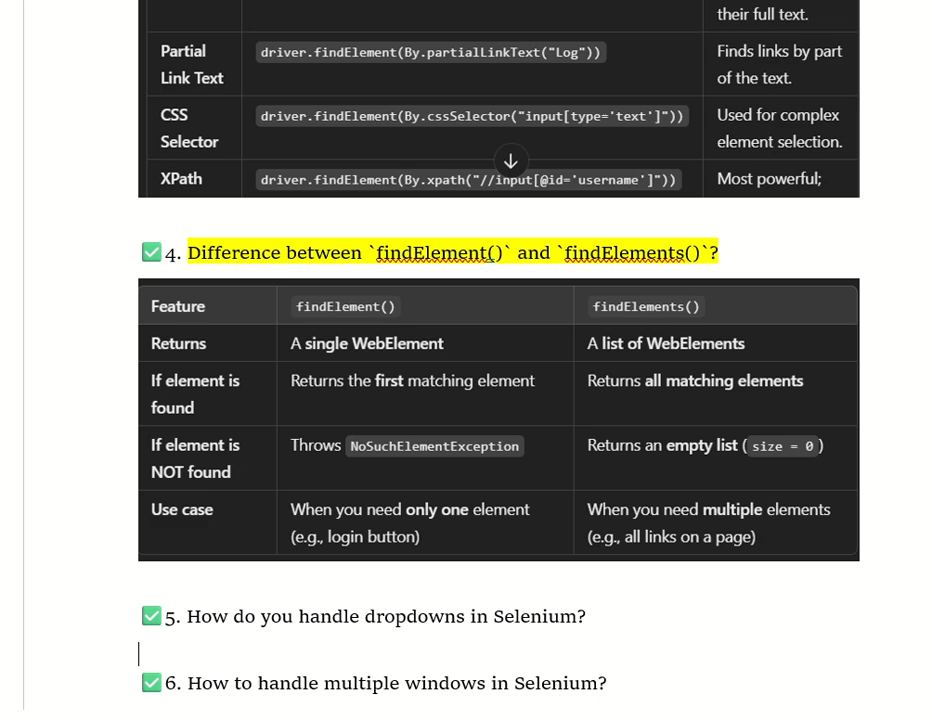 their full text.
Partial Link Text driver.findElement(By.partialLinkText("Log")) Finds links by part of the text.
CSS Selector driver.findElement(By.cssSelector("input[type='text']")) Used for complex element selection.
XPath driver.findElement(By.xpath("//input[@id='username']")) Most powerful;
✅4. Difference between `findElement()` and `findElements()`?
Feature findElement() findElements()
Returns A single WebElement A list of WebElements
If element is found Returns the first matching element Returns all matching elements
If element is NOT found Throws NoSuchElementException Returns an empty list (size = 0)
Use case When you need only one element (e.g., login button) When you need multiple elements (e.g., all links on a page)
✅5. How do you handle dropdowns in Selenium?
✅6. How to handle multiple windows in Selenium?